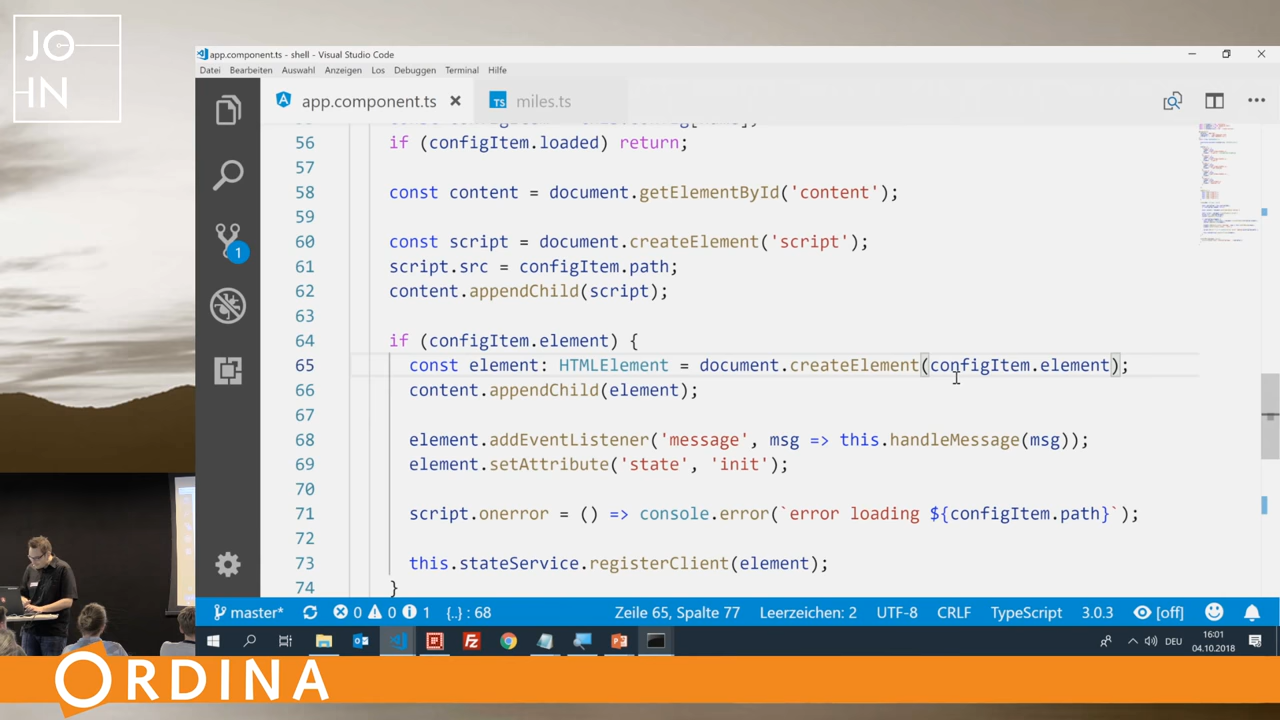 JO
IN
app.component.ts - shell - Visual Studio Code
Datei Bearbeiten Auswahl Anzeigen Los Debuggen Terminal Hilfe
app.component.ts
TS miles.ts
56 if (configItem.loaded) return;
57
58 const content = document.getElementById('content');
59
60 const script = document.createElement('script');
61 script.src = configItem.path;
62 content.appendChild(script);
63
64 if (configItem.element) {
65 const element: HTMLElement = document.createElement(configItem.element);
66 content.appendChild(element);
67
68 element.addEventListener('message', msg => this.handleMessage(msg));
69 element.setAttribute('state', 'init');
70
71 script.onerror = () => console.error(`error loading ${configItem.path}`);
72
73 this.stateService.registerClient(element);
74 }
1
master* 0 0 1 {..} : 68 Zeile 65, Spalte 77 Leerzeichen: 2 UTF-8 CRLF TypeScript 3.0.3 [off]
DEU 16:01
04.10.2018
ORDINA